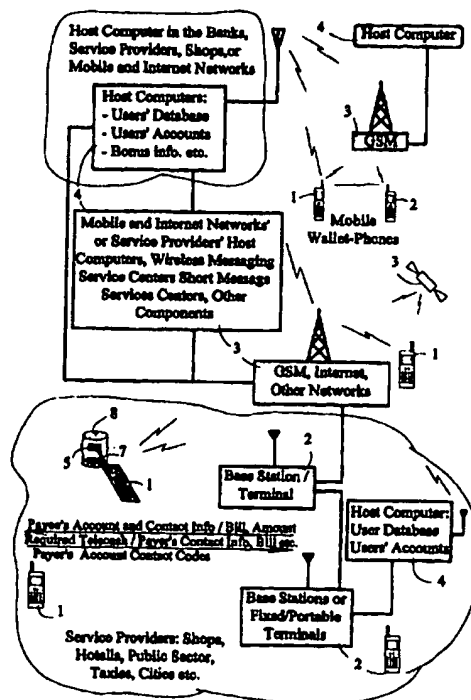 Host Computer in the Banks,
Service Providers, Shops, or
Mobile and Internet Networks
Host Computers:
- Users' Database
- Users' Accounts
- Bonus Info. etc.
4
4
Host Computer
3
GSM
1
2
Mobile
Wallet-Phones
Mobile and Internet Networks'
or Service Providers' Host
Computers, Wireless Messaging
Service Centers Short Message
Services Centers, Other
Components
3
3
1
GSM, Internet,
Other Networks
8
5
7
1
2
Base Station /
Terminal
Host Computer:
User Database
Users' Accounts
4
Payee's Account and Contact Info / Bill, Amount
Required Telecash / Payer's Contact Info, Bill etc.
Payer's Account Contact Codes
1
Base Stations or
Fixed/Portable
Terminals
2
Service Providers: Shops,
Hotells, Public Sector,
Taxies, Cities etc.
1